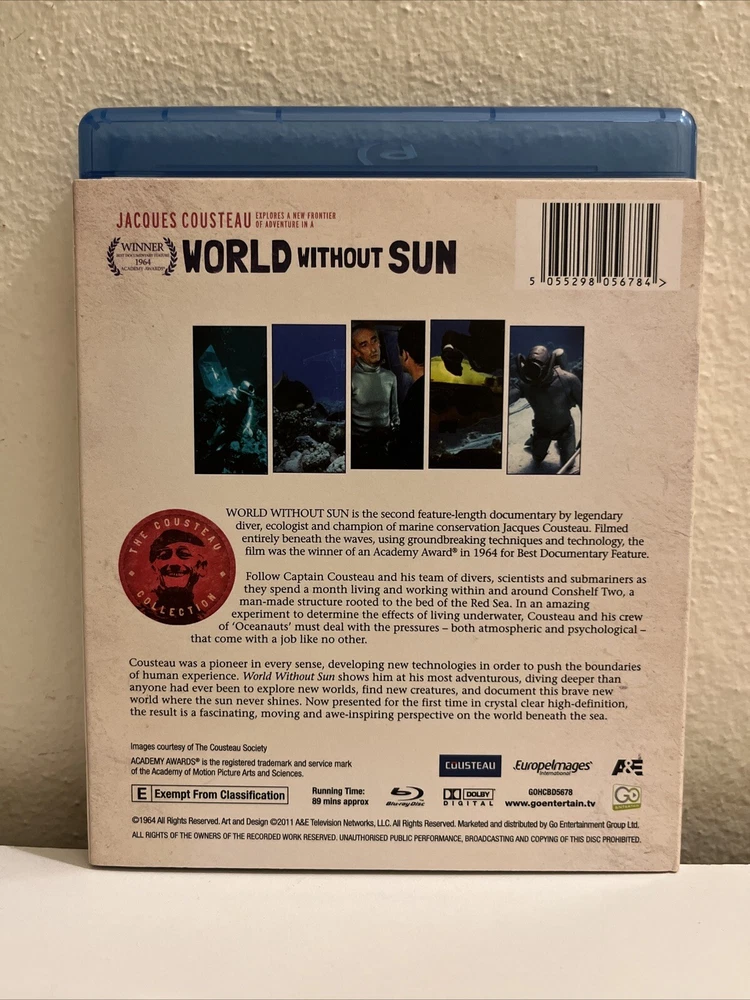 JACQUES COUSTEAU EXPLORES A NEW FRONTIER
OF ADVENTURE IN A
WINNER
BEST DOCUMENTARY FEATURE
1964
ACADEMY AWARDS
WORLD WITHOUT SUN
5 055298 056784 >
WORLD WITHOUT SUN is the second feature-length documentary by legendary
diver, ecologist and champion of marine conservation Jacques Cousteau. Filmed
entirely beneath the waves, using groundbreaking techniques and technology, the
film was the winner of an Academy Award® in 1964 for Best Documentary Feature.
THE COUSTEAU
COLLECTION
Follow Captain Cousteau and his team of divers, scientists and submariners as
they spend a month living and working within and around Conshelf Two, a
man-made structure rooted to the bed of the Red Sea. In an amazing
experiment to determine the effects of living underwater, Cousteau and his crew
of 'Oceanauts' must deal with the pressures – both atmospheric and psychological –
that come with a job like no other.
Cousteau was a pioneer in every sense, developing new technologies in order to push the boundaries
of human experience. World Without Sun shows him at his most adventurous, diving deeper than
anyone had ever been to explore new worlds, find new creatures, and document this brave new
world where the sun never shines. Now presented for the first time in crystal clear high-definition,
the result is a fascinating, moving and awe-inspiring perspective on the world beneath the sea.
Images courtesy of The Cousteau Society
ACADEMY AWARDS® is the registered trademark and service mark
of the Academy of Motion Picture Arts and Sciences.
COUSTEAU
EuropeImages
International
A&E
E Exempt From Classification
Running Time:
89 mins approx
Blu-ray Disc
DOLBY
DIGITAL
GOHCBD5678
www.goentertain.tv
GO
©1964 All Rights Reserved. Art and Design ©2011 A&E Television Networks, LLC. All Rights Reserved. Marketed and distributed by Go Entertainment Group Ltd.
ALL RIGHTS OF THE OWNERS OF THE RECORDED WORK RESERVED. UNAUTHORISED PUBLIC PERFORMANCE, BROADCASTING AND COPYING OF THIS DISC PROHIBITED.